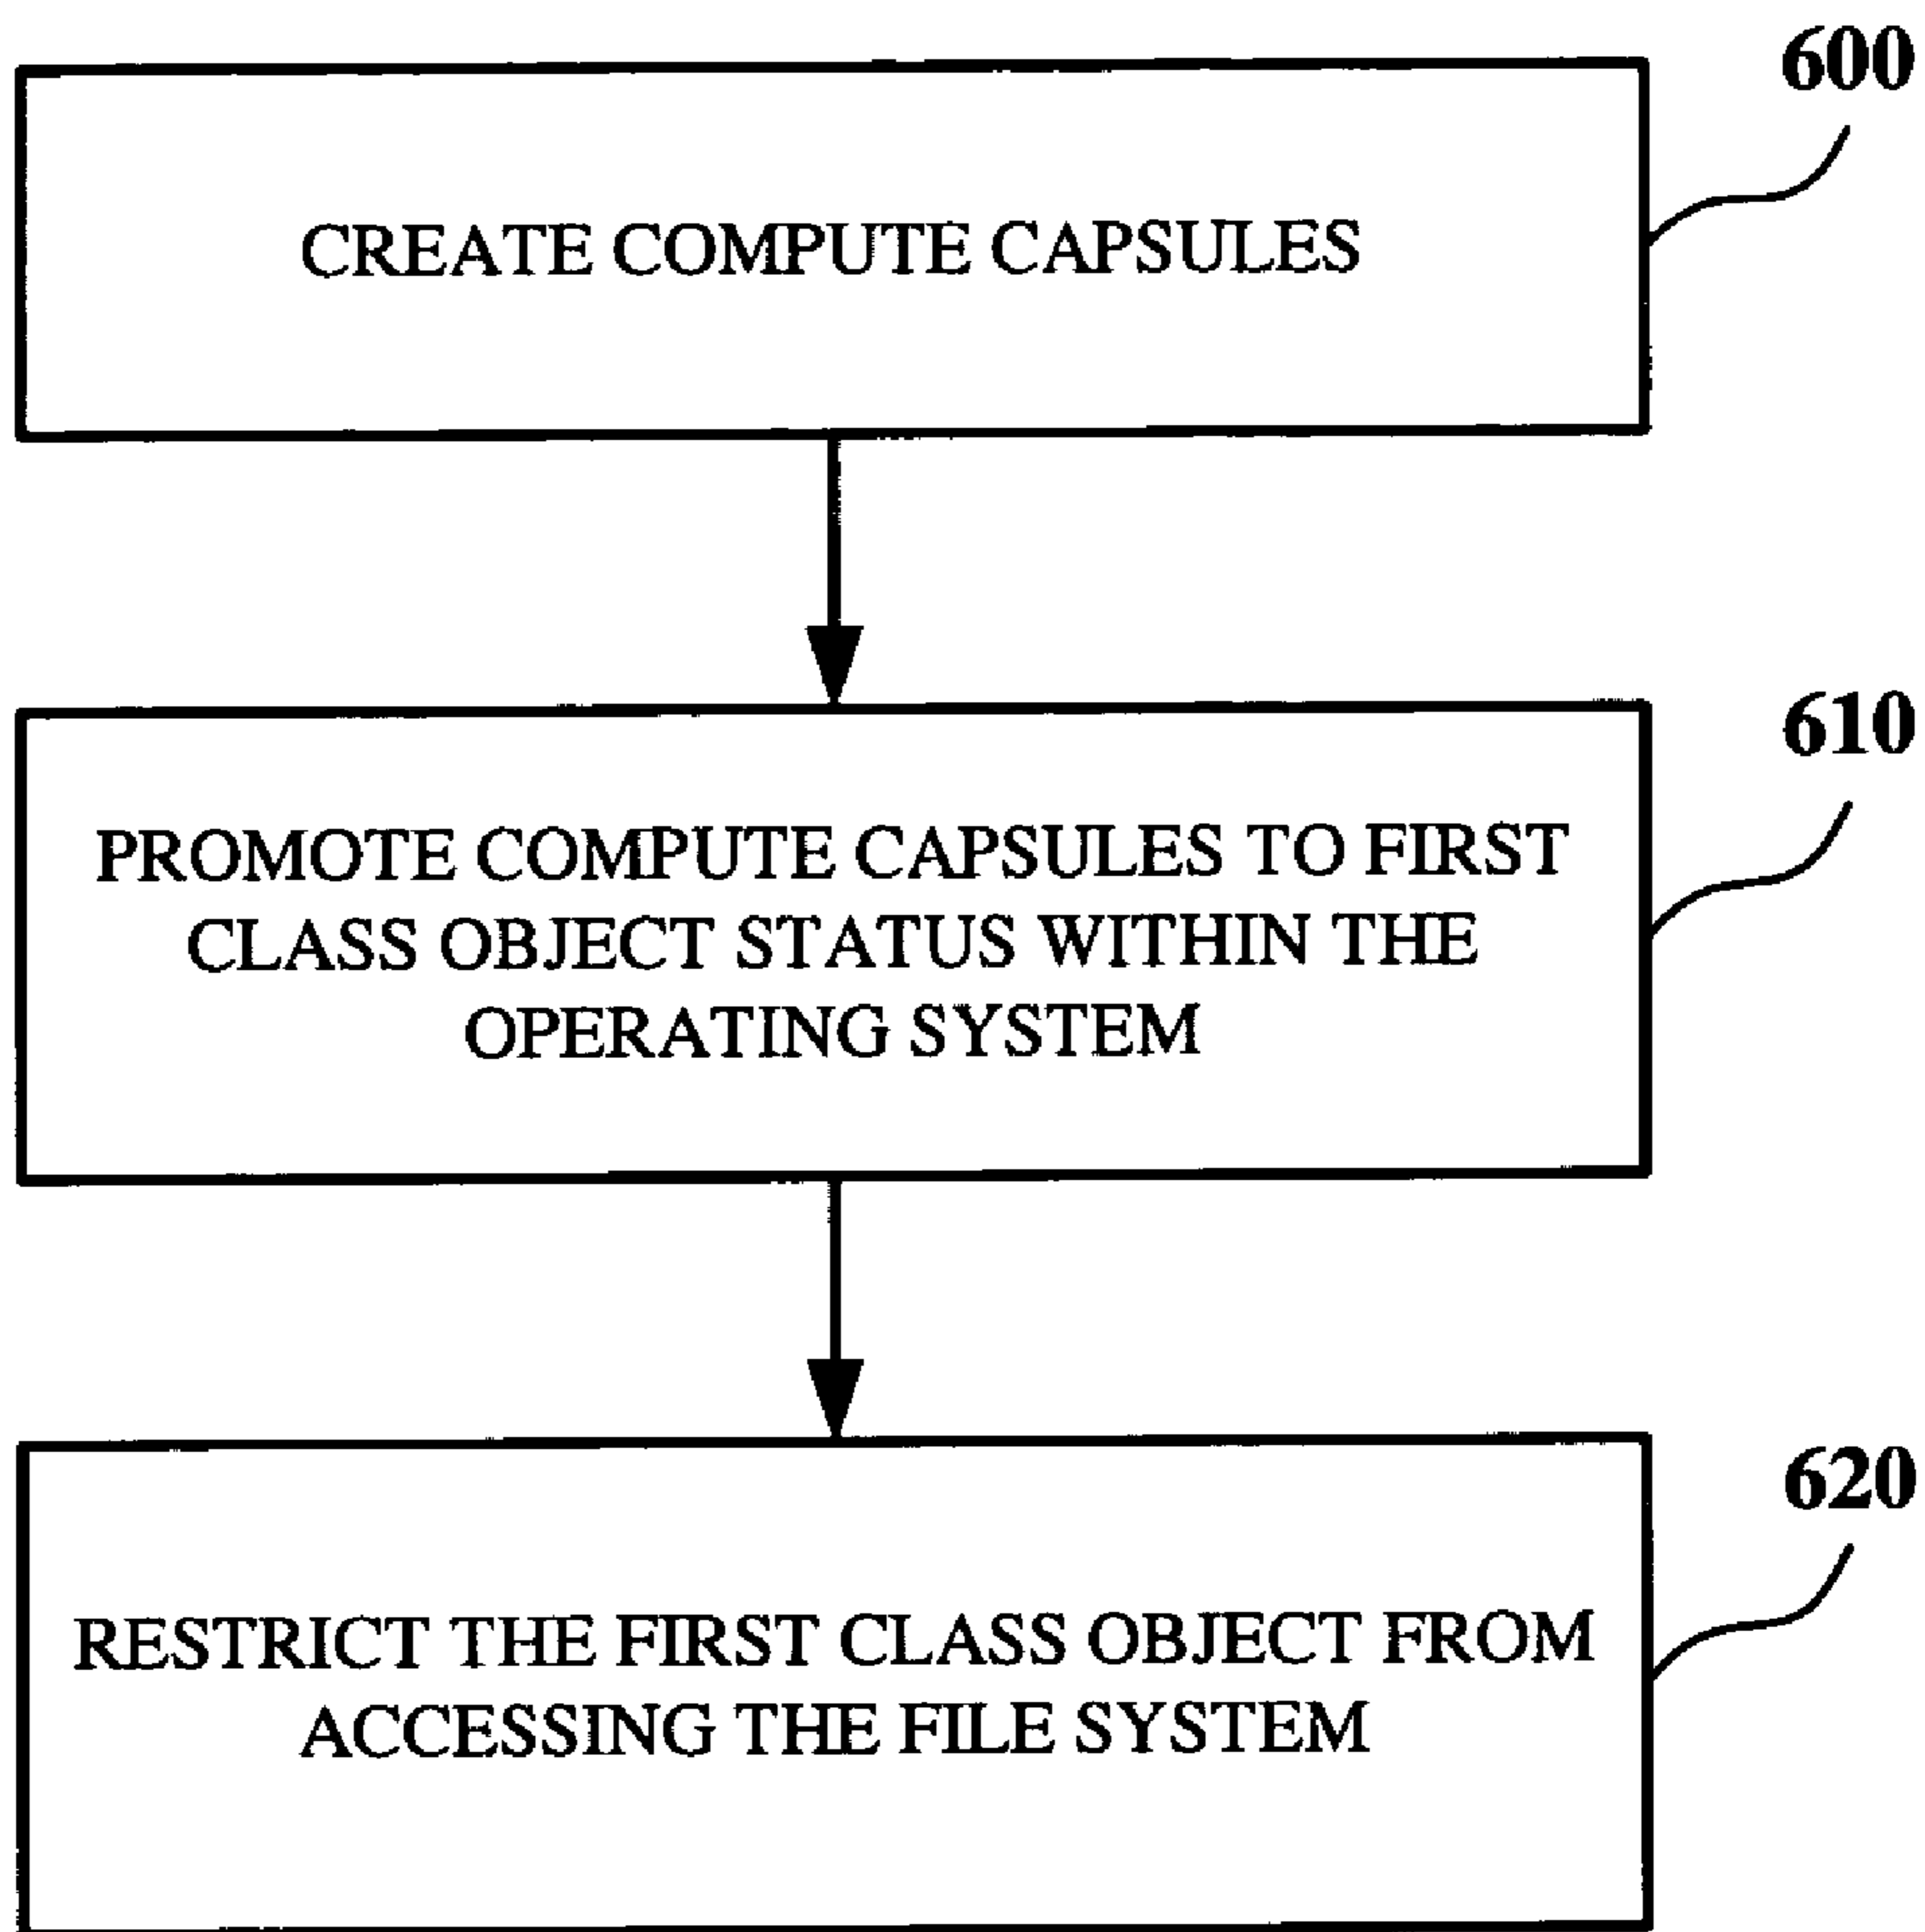 600
CREATE COMPUTE CAPSULES
610
PROMOTE COMPUTE CAPSULES TO FIRST
CLASS OBJECT STATUS WITHIN THE
OPERATING SYSTEM
620
RESTRICT THE FIRST CLASS OBJECT FROM
ACCESSING THE FILE SYSTEM